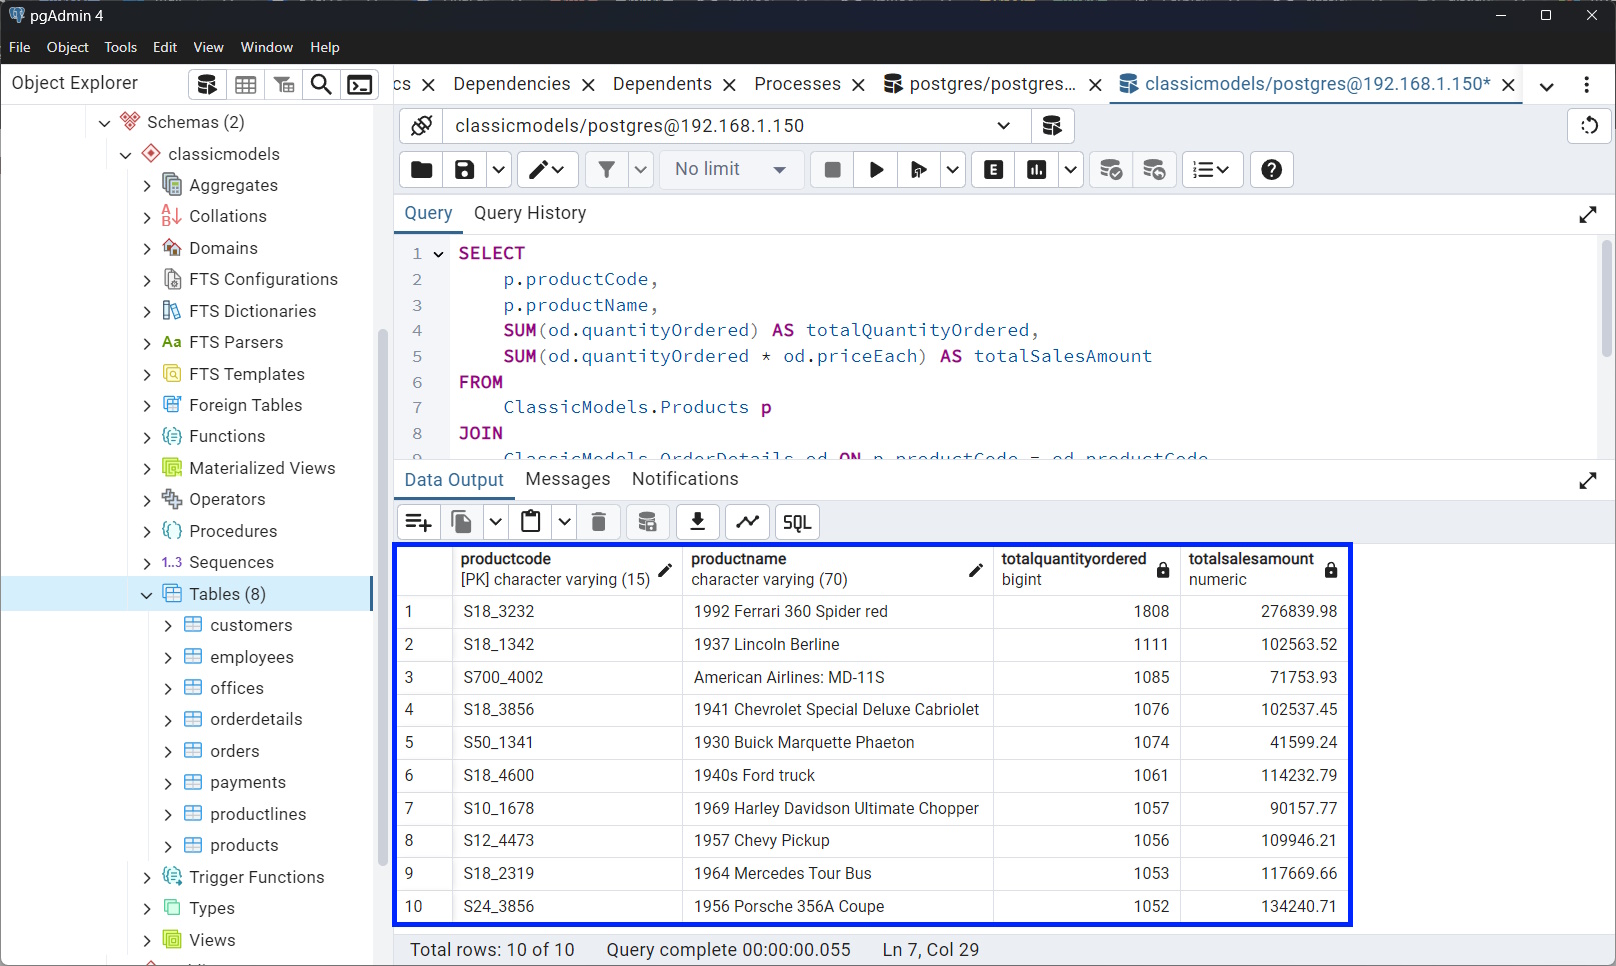 pgAdmin 4
File Object Tools Edit View Window Help
Object Explorer
cs Dependencies Dependents Processes postgres/postgres... classicmodels/postgres@192.168.1.150*
Schemas (2)
classicmodels
Aggregates
Collations
Domains
FTS Configurations
FTS Dictionaries
Aa FTS Parsers
FTS Templates
Foreign Tables
Functions
Materialized Views
Operators
Procedures
1..3 Sequences
Tables (8)
customers
employees
offices
orderdetails
orders
payments
productlines
products
Trigger Functions
Types
Views
classicmodels/postgres@192.168.1.150
No limit
E
Query Query History
1 SELECT
2 p.productCode,
3 p.productName,
4 SUM(od.quantityOrdered) AS totalQuantityOrdered,
5 SUM(od.quantityOrdered * od.priceEach) AS totalSalesAmount
6 FROM
7 ClassicModels.Products p
8 JOIN
9 ClassicModels.OrderDetails od ON p.productCode = od.productCode
Data Output Messages Notifications
SQL
productcode productname totalquantityordered totalsalesamount
[PK] character varying (15) character varying (70) bigint numeric
1 S18_3232 1992 Ferrari 360 Spider red 1808 276839.98
2 S18_1342 1937 Lincoln Berline 1111 102563.52
3 S700_4002 American Airlines: MD-11S 1085 71753.93
4 S18_3856 1941 Chevrolet Special Deluxe Cabriolet 1076 102537.45
5 S50_1341 1930 Buick Marquette Phaeton 1074 41599.24
6 S18_4600 1940s Ford truck 1061 114232.79
7 S10_1678 1969 Harley Davidson Ultimate Chopper 1057 90157.77
8 S12_4473 1957 Chevy Pickup 1056 109946.21
9 S18_2319 1964 Mercedes Tour Bus 1053 117669.66
10 S24_3856 1956 Porsche 356A Coupe 1052 134240.71
Total rows: 10 of 10 Query complete 00:00:00.055 Ln 7, Col 29